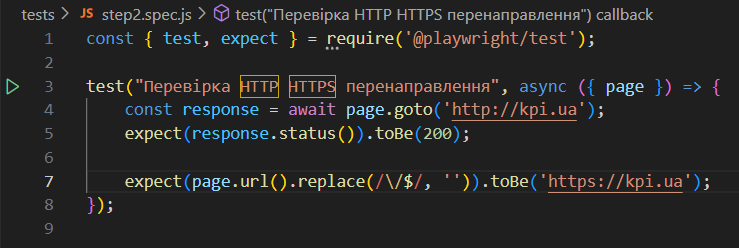 tests > JS step2.spec.js > test("Перевірка HTTP HTTPS перенаправлення") callback
1 const { test, expect } = require('@playwright/test');
2
3 test("Перевірка HTTP HTTPS перенаправлення", async ({ page }) => {
4 const response = await page.goto('http://kpi.ua');
5 expect(response.status()).toBe(200);
6
7 expect(page.url().replace(/\/$/, '')).toBe('https://kpi.ua');
8 });
9